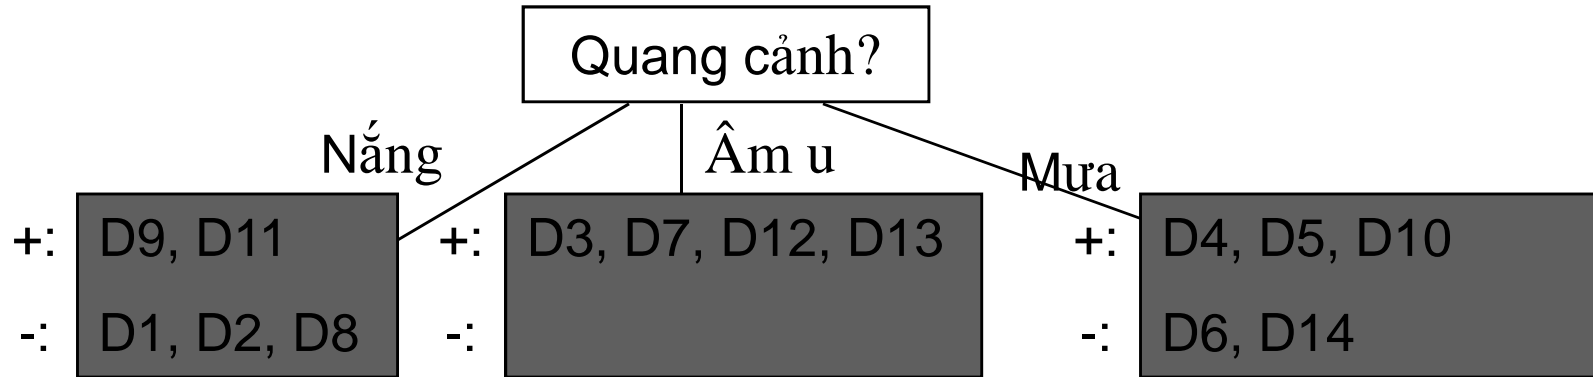 Quang cảnh?
Nắng
Âm u
Mưa
+: D9, D11
-: D1, D2, D8
+: D3, D7, D12, D13
-:
+: D4, D5, D10
-: D6, D14